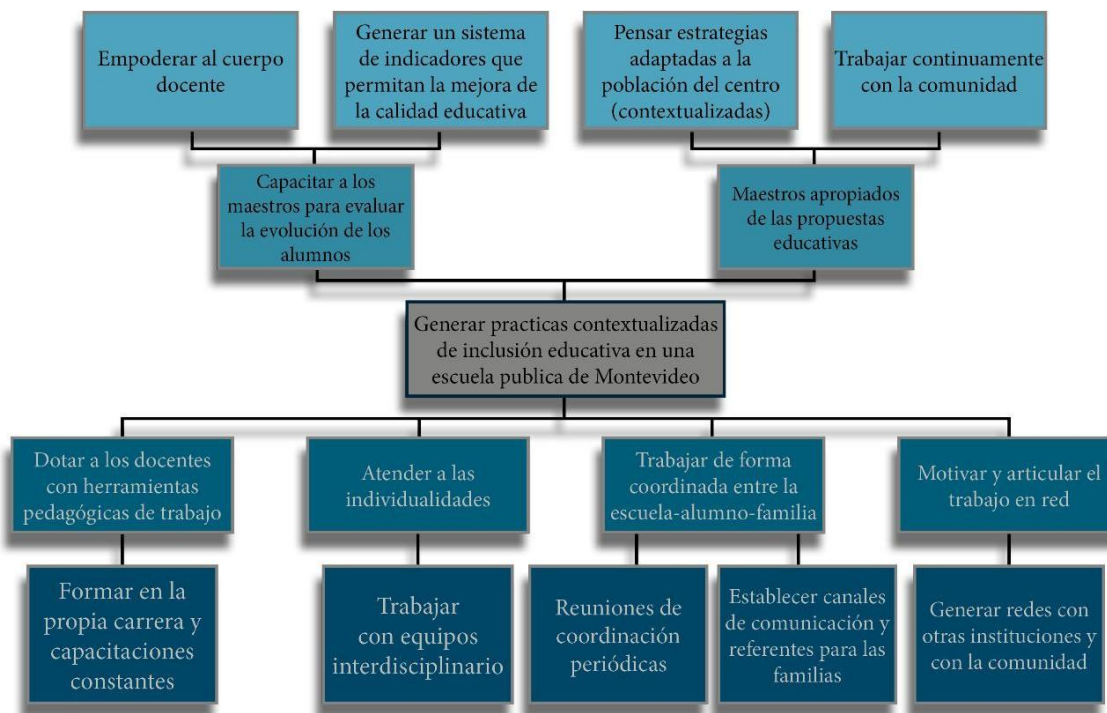 Empoderar al cuerpo
docente
Generar un sistema
de indicadores que
permitan la mejora de
la calidad educativa
Pensar estrategias
adaptadas a la
población del centro
(contextualizadas)
Trabajar continuamente
con la comunidad
Capacitar a los
maestros para evaluar
la evolución de los
alumnos
Maestros apropiados
de las propuestas
educativas
Generar practicas contextualizadas
de inclusión educativa en una
escuela publica de Montevideo
Dotar a los docentes
con herramientas
pedagógicas de trabajo
Atender a las
individualidades
Trabajar de forma
coordinada entre la
escuela-alumno-familia
Motivar y articular el
trabajo en red
Formar en la
propia carrera y
capacitaciones
constantes
Trabajar
con equipos
interdisciplinario
Reuniones de
coordinación
periódicas
Establecer canales
de comunicación y
referentes para las
familias
Generar redes con
otras instituciones y
con la comunidad